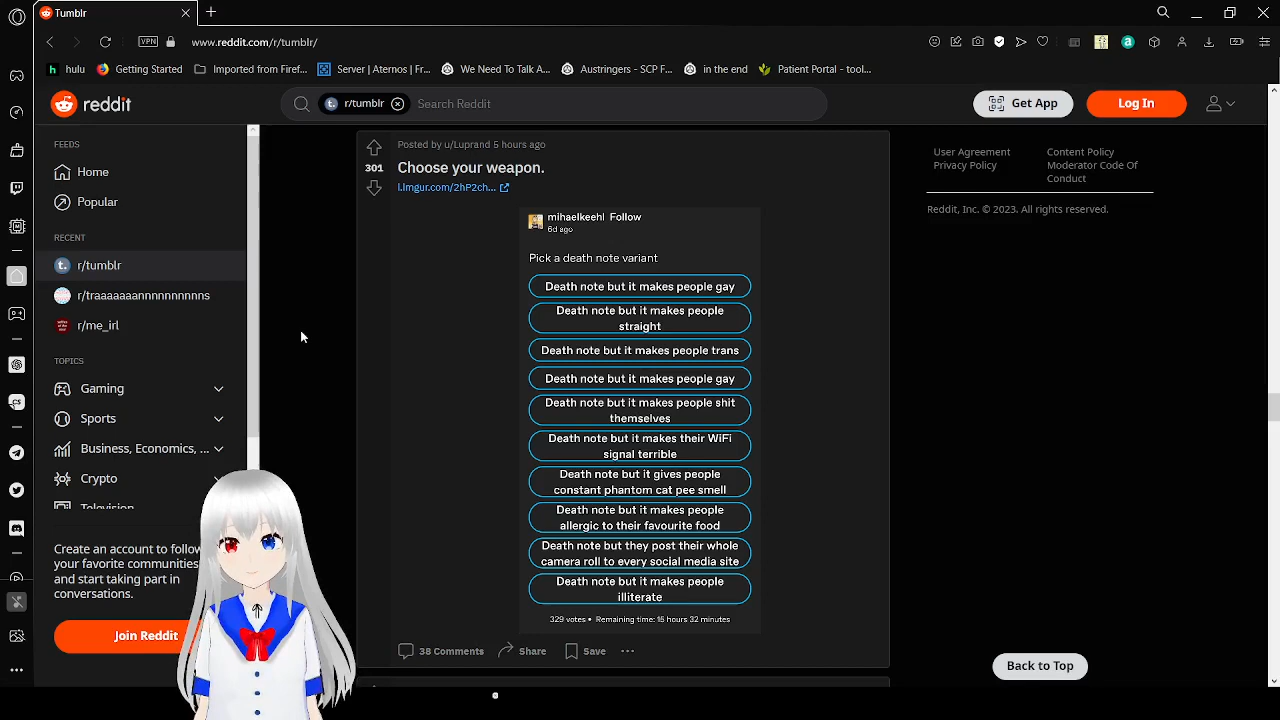 Tumblr
VPN
www.reddit.com/r/tumblr/
hulu
Getting Started
Imported from Firef...
Server | Aternos | Fr...
We Need To Talk A...
Austringers - SCP F...
in the end
Patient Portal - tool...
reddit
r/tumblr
Search Reddit
Get App
Log In
FEEDS
Home
Popular
RECENT
r/tumblr
r/traaaaaaannnnnnnnnns
r/me_irl
TOPICS
Gaming
Sports
Business, Economics, ...
Crypto
Television
Create an account to follow
your favorite communities
and start taking part in
conversations.
Join Reddit
301
Posted by u/Luprand 5 hours ago
Choose your weapon.
i.imgur.com/2hP2ch...
mihaelkeehl Follow
6d ago
Pick a death note variant
Death note but it makes people gay
Death note but it makes people
straight
Death note but it makes people trans
Death note but it makes people gay
Death note but it makes people shit
themselves
Death note but it makes their WiFi
signal terrible
Death note but it gives people
constant phantom cat pee smell
Death note but it makes people
allergic to their favourite food
Death note but they post their whole
camera roll to every social media site
Death note but it makes people
illiterate
329 votes • Remaining time: 15 hours 32 minutes
38 Comments
Share
Save
User Agreement
Privacy Policy
Content Policy
Moderator Code Of
Conduct
Reddit, Inc. © 2023. All rights reserved.
Back to Top